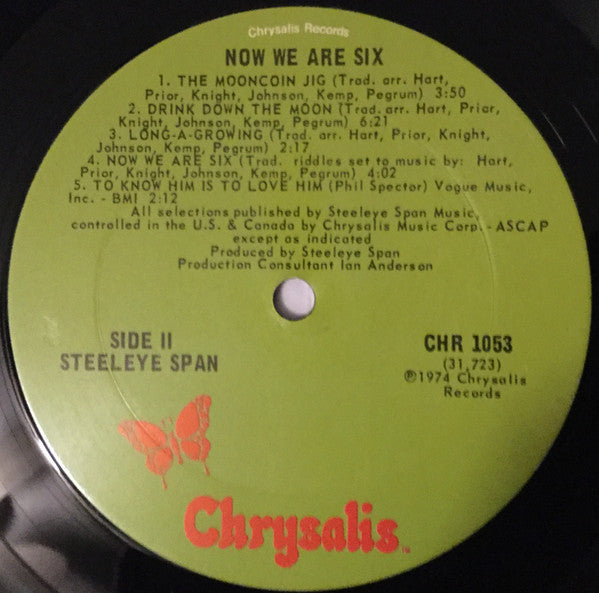 Chrysalis Records
NOW WE ARE SIX
1. THE MOONCOIN JIG (Trad. arr. Hart,
Prior, Knight, Johnson, Kemp, Pegrum) 3:50
2. DRINK DOWN THE MOON (Trad. arr. Hart, Prior,
Knight, Johnson, Kemp, Pegrum) 6:21
3. LONG-A-GROWING (Trad. arr. Hart, Prior, Knight,
Johnson, Kemp, Pegrum) 2:17
4. NOW WE ARE SIX (Trad. riddles set to music by: Hart,
Prior, Knight, Johnson, Kemp, Pegrum) 4:02
5. TO KNOW HIM IS TO LOVE HIM (Phil Spector) Vogue Music,
Inc. - BMI 2:12
All selections published by Steeleye Span Music,
controlled in the U.S. & Canada by Chrysalis Music Corp. - ASCAP
except as indicated
Produced by Steeleye Span
Production Consultant Ian Anderson
SIDE II
STEELEYE SPAN
CHR 1053
(31,723)
℗1974 Chrysalis
Records
Chrysalis™